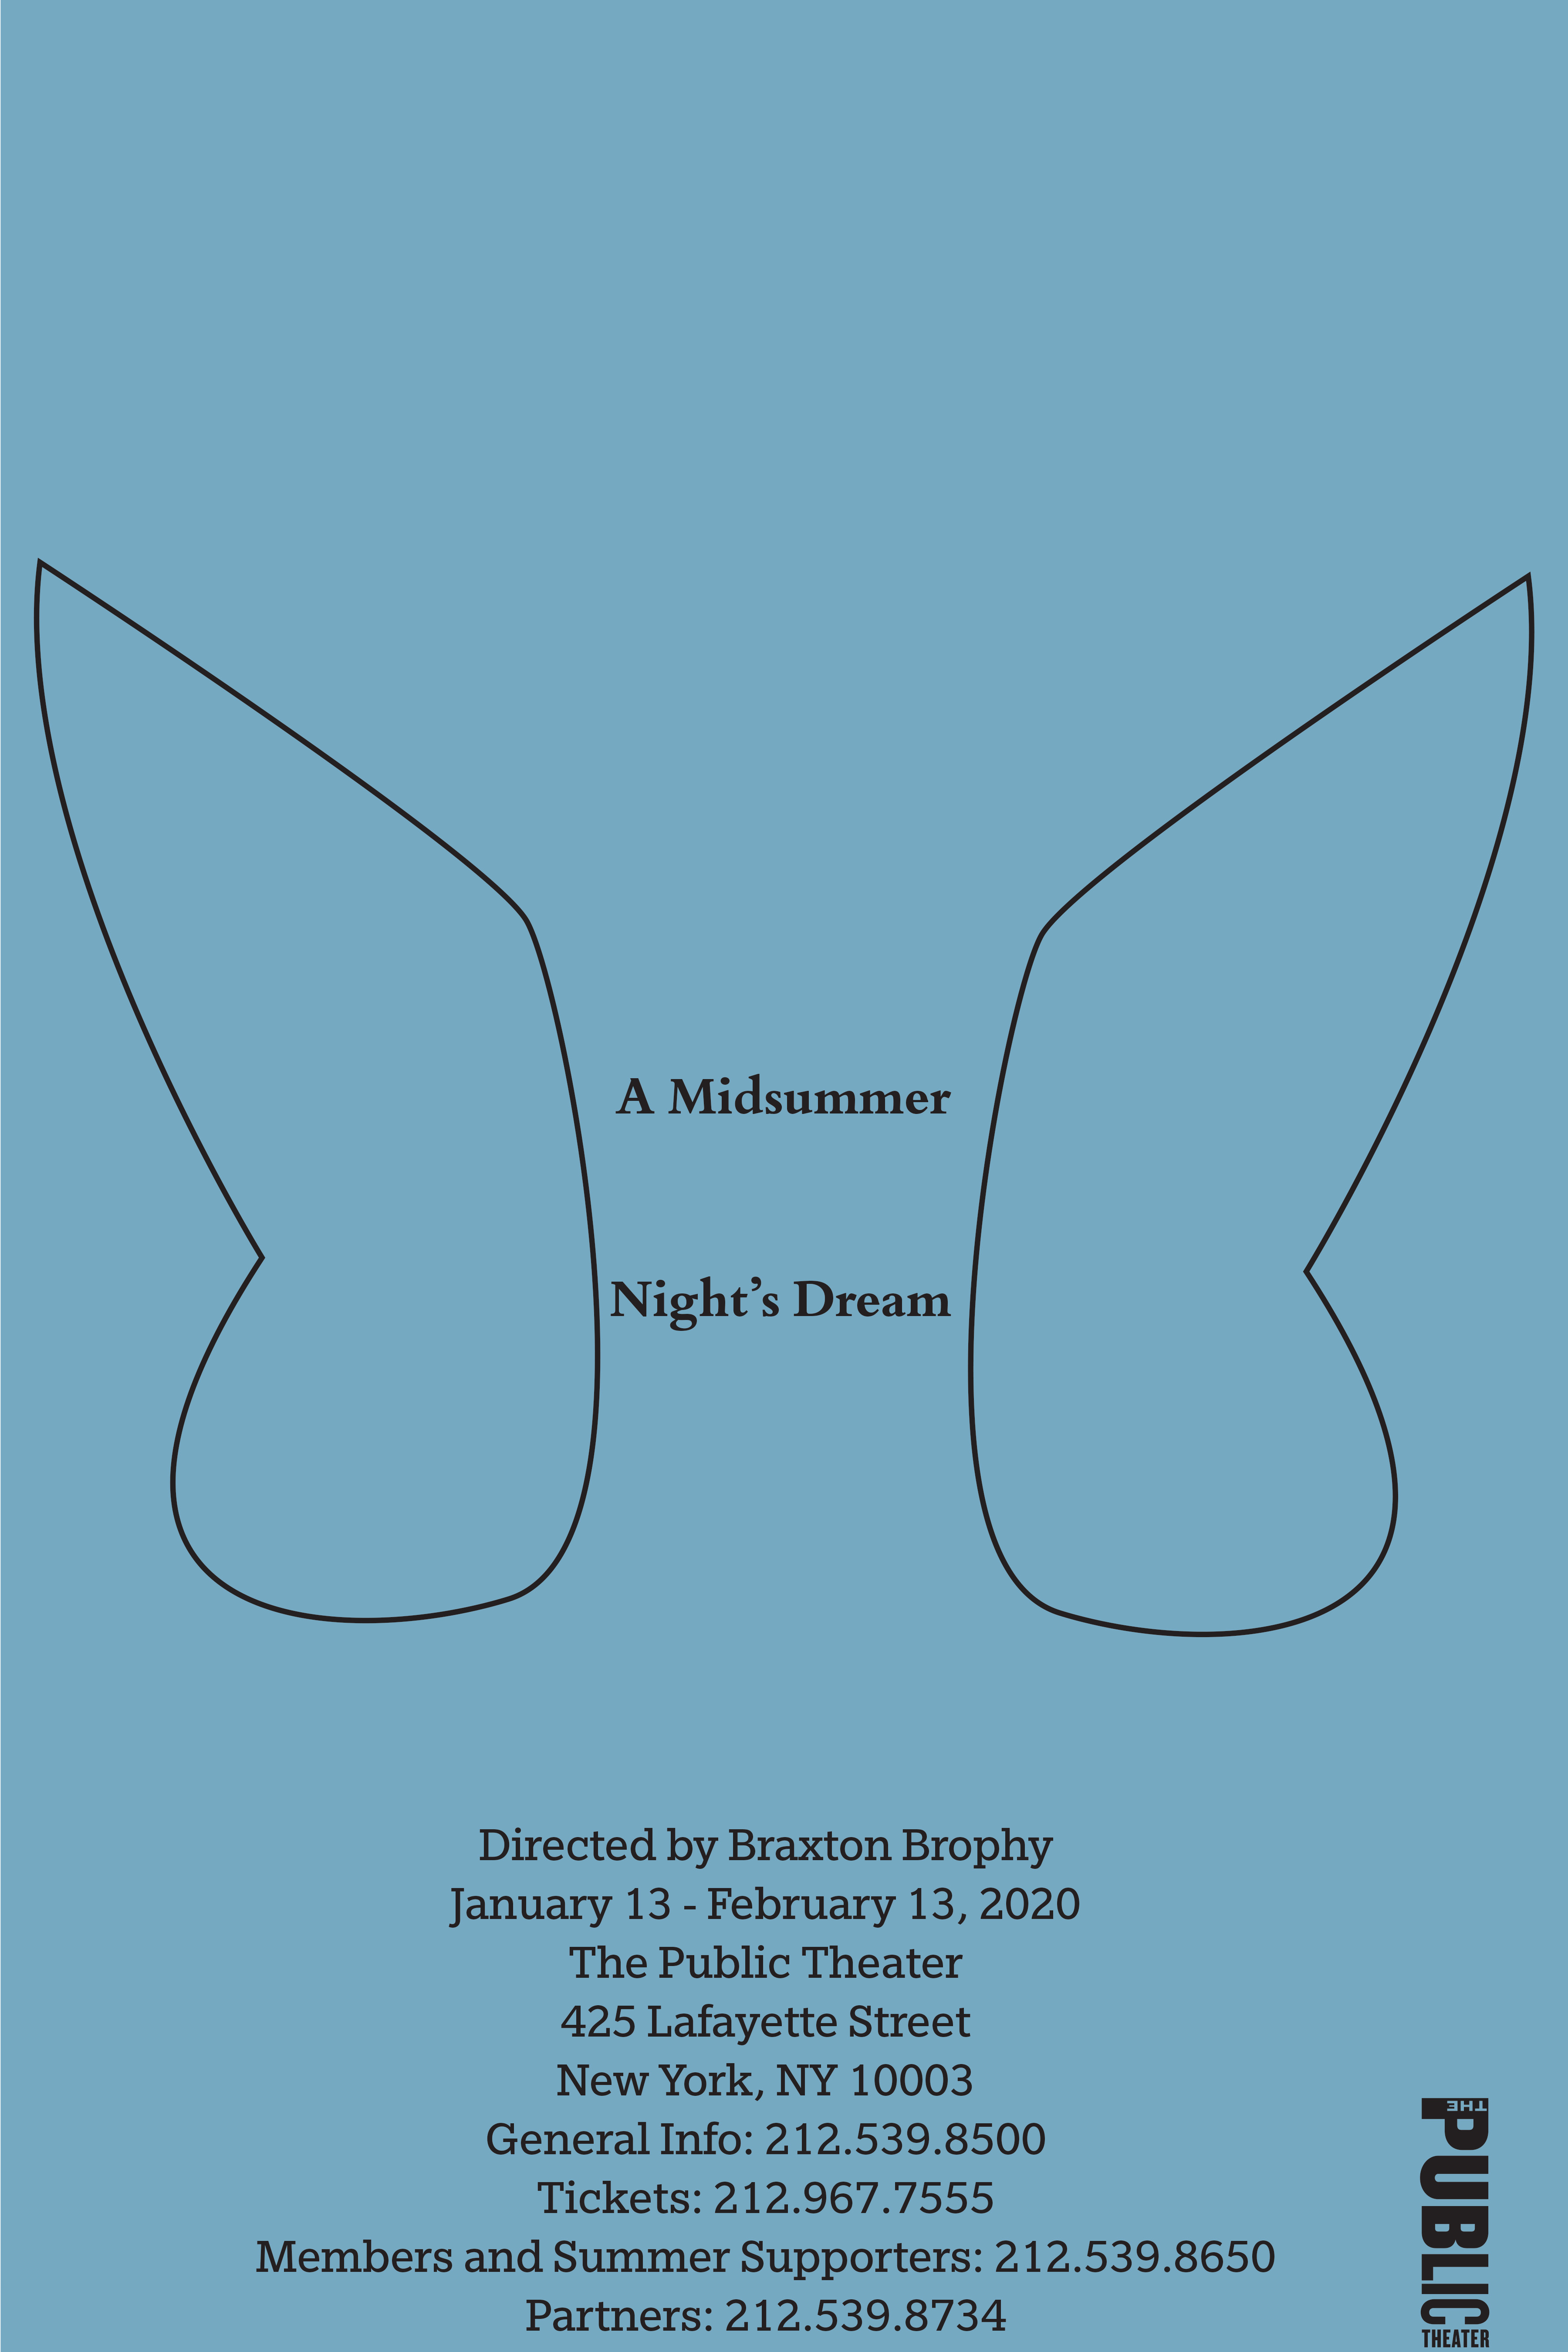 A Midsummer
Night’s Dream
Directed by Braxton Brophy
January 13 - February 13, 2020
The Public Theater
425 Lafayette Street
New York, NY 10003
General Info: 212.539.8500
Tickets: 212.967.7555
Members and Summer Supporters: 212.539.8650
Partners: 212.539.8734
THE
PUBLIC
THEATER